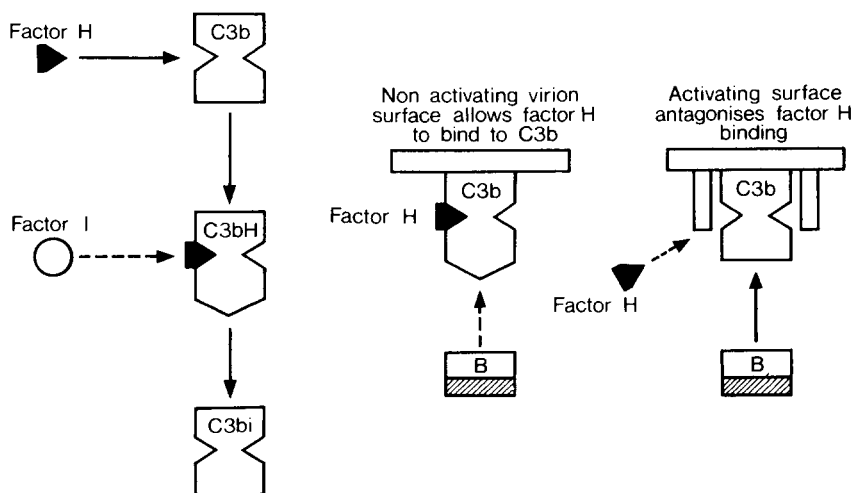 Factor H
C3b
Factor I
C3bH
C3bi
Non activating virion
surface allows factor H
to bind to C3b
C3b
Factor H
B
Activating surface
antagonises factor H
binding
C3b
Factor H
B